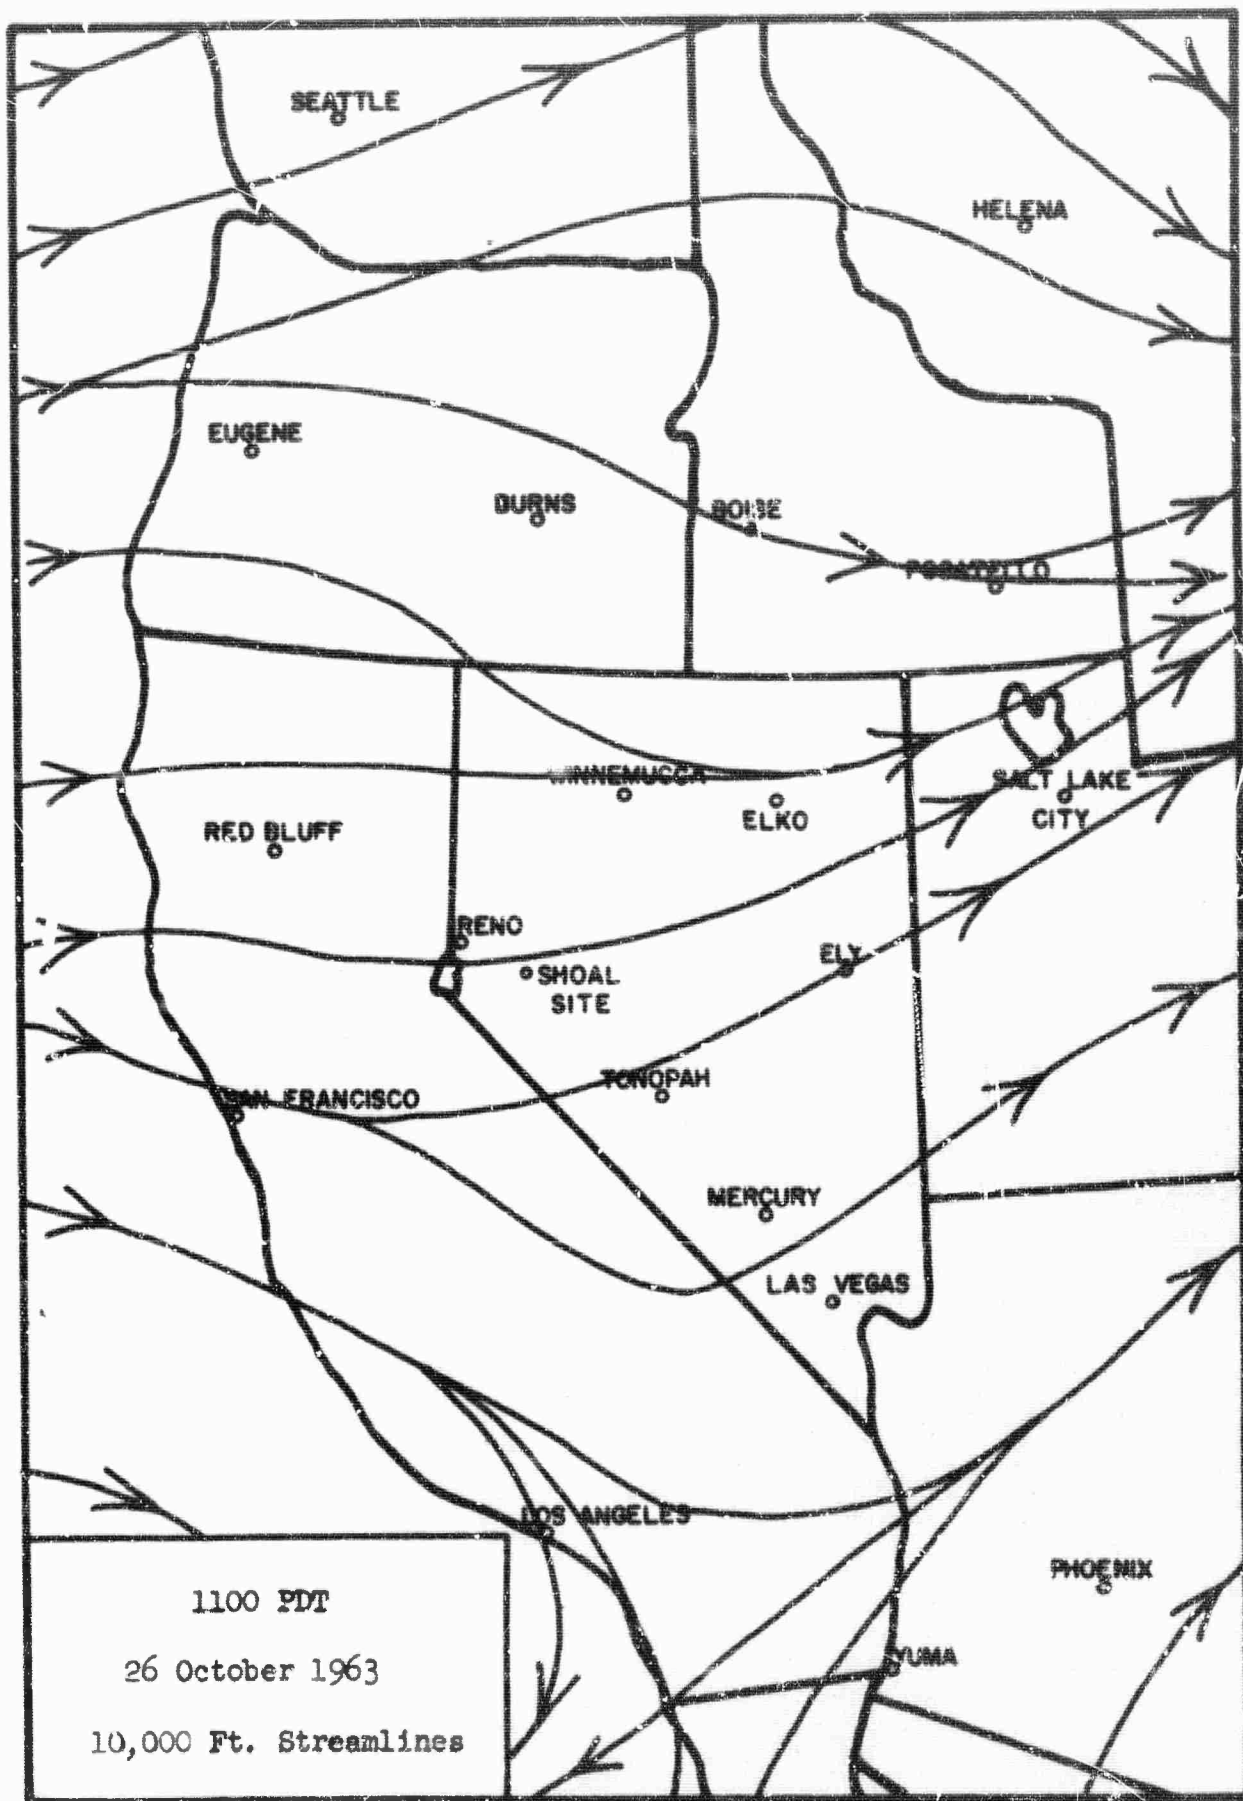 SEATTLE
HELENA
EUGENE
BURNS
BOISE
POCATELLO
WINNEMUCCA
ELKO
SALT LAKE
CITY
RED BLUFF
RENO
SHOAL
SITE
ELY
SAN FRANCISCO
TONOPAH
MERCURY
LAS VEGAS
LOS ANGELES
PHOENIX
YUMA
1100 PDT
26 October 1963
10,000 Ft. Streamlines